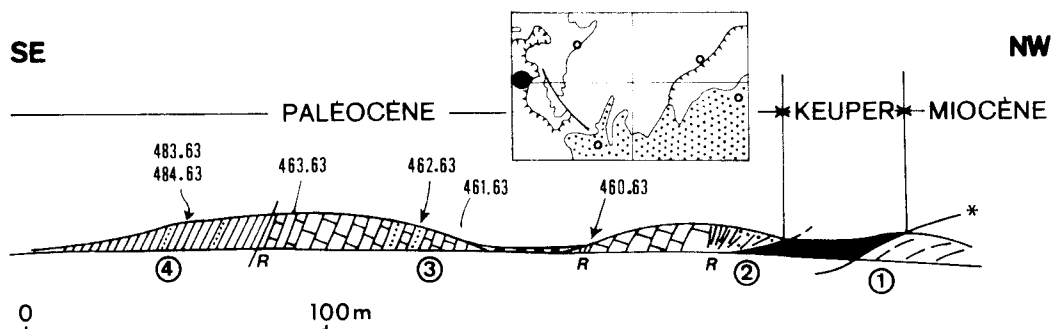 SE NW
PALÉOCÈNE KEUPER MIOCÈNE
483.63 462.63
484.63 463.63 461.63 460.63
*
R R R
④ ③ ② ①
0 100m